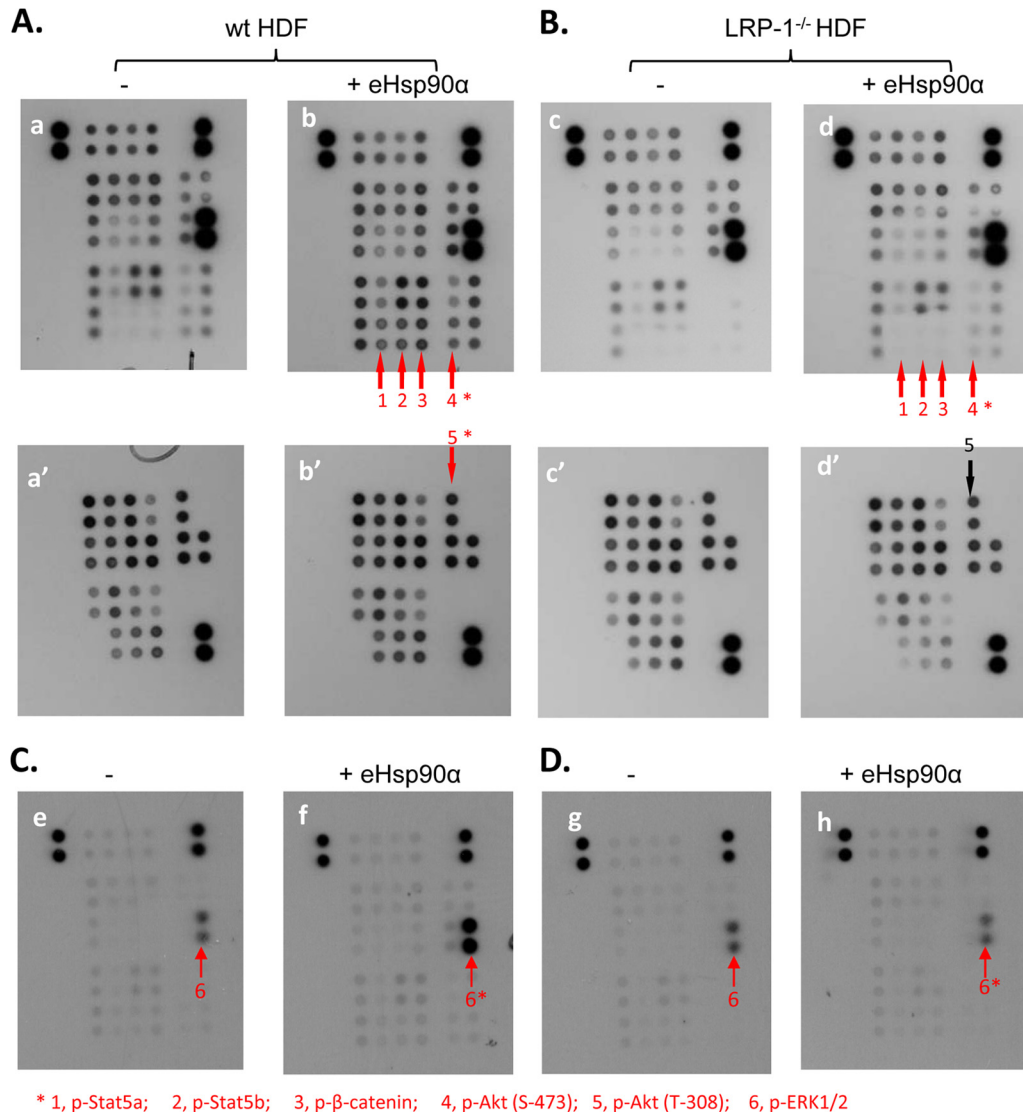 A. wt HDF B. LRP-1-/- HDF
- + eHsp90α - + eHsp90α
a b c d
1 2 3 4 * 1 2 3 4 *
5 * 5
a' b' c' d'
C. - + eHsp90α D. - + eHsp90α
e f g h
6 6* 6 6*
* 1, p-Stat5a; 2, p-Stat5b; 3, p-β-catenin; 4, p-Akt (S-473); 5, p-Akt (T-308); 6, p-ERK1/2